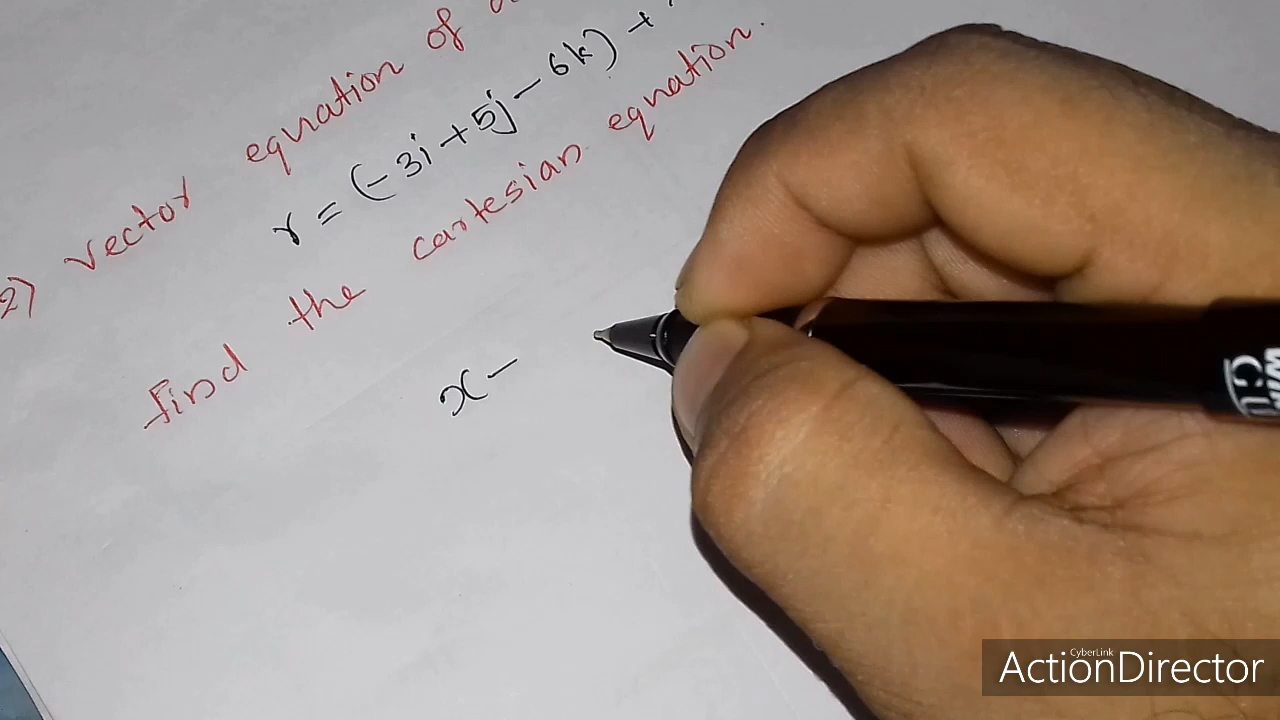 2) vector equation of
r = (-3i + 5j - 6k) +
find the cartesian equation.
x -
CyberLink
ActionDirector